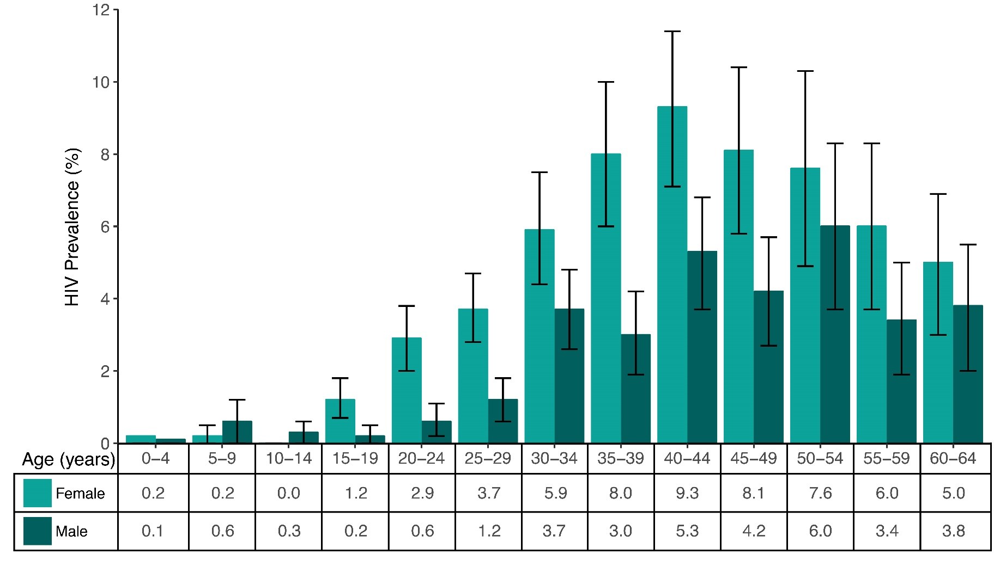 12
10
8
6
4
2
0
HIV Prevalence (%)
Age (years) 0–4 5–9 10–14 15–19 20–24 25–29 30–34 35–39 40–44 45–49 50–54 55–59 60–64
Female 0.2 0.2 0.0 1.2 2.9 3.7 5.9 8.0 9.3 8.1 7.6 6.0 5.0
Male 0.1 0.6 0.3 0.2 0.6 1.2 3.7 3.0 5.3 4.2 6.0 3.4 3.8